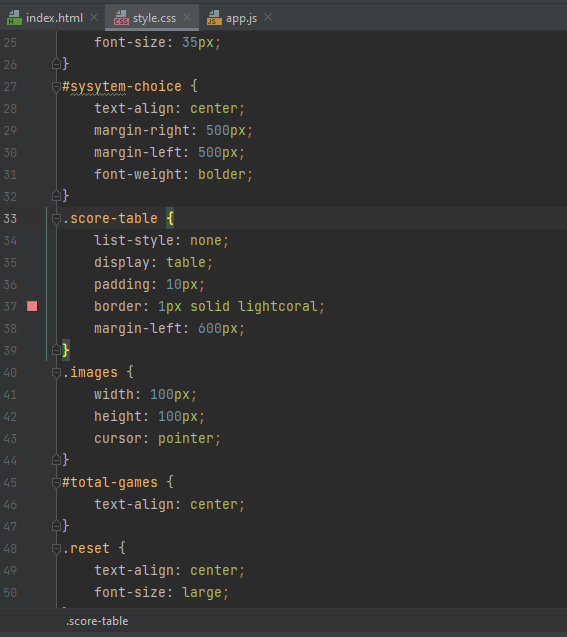 index.html style.css app.js
25 font-size: 35px;
26 }
27 #sysytem-choice {
28 text-align: center;
29 margin-right: 500px;
30 margin-left: 500px;
31 font-weight: bolder;
32 }
33 .score-table {
34 list-style: none;
35 display: table;
36 padding: 10px;
37 border: 1px solid lightcoral;
38 margin-left: 600px;
39 }
40 .images {
41 width: 100px;
42 height: 100px;
43 cursor: pointer;
44 }
45 #total-games {
46 text-align: center;
47 }
48 .reset {
49 text-align: center;
50 font-size: large;
.score-table